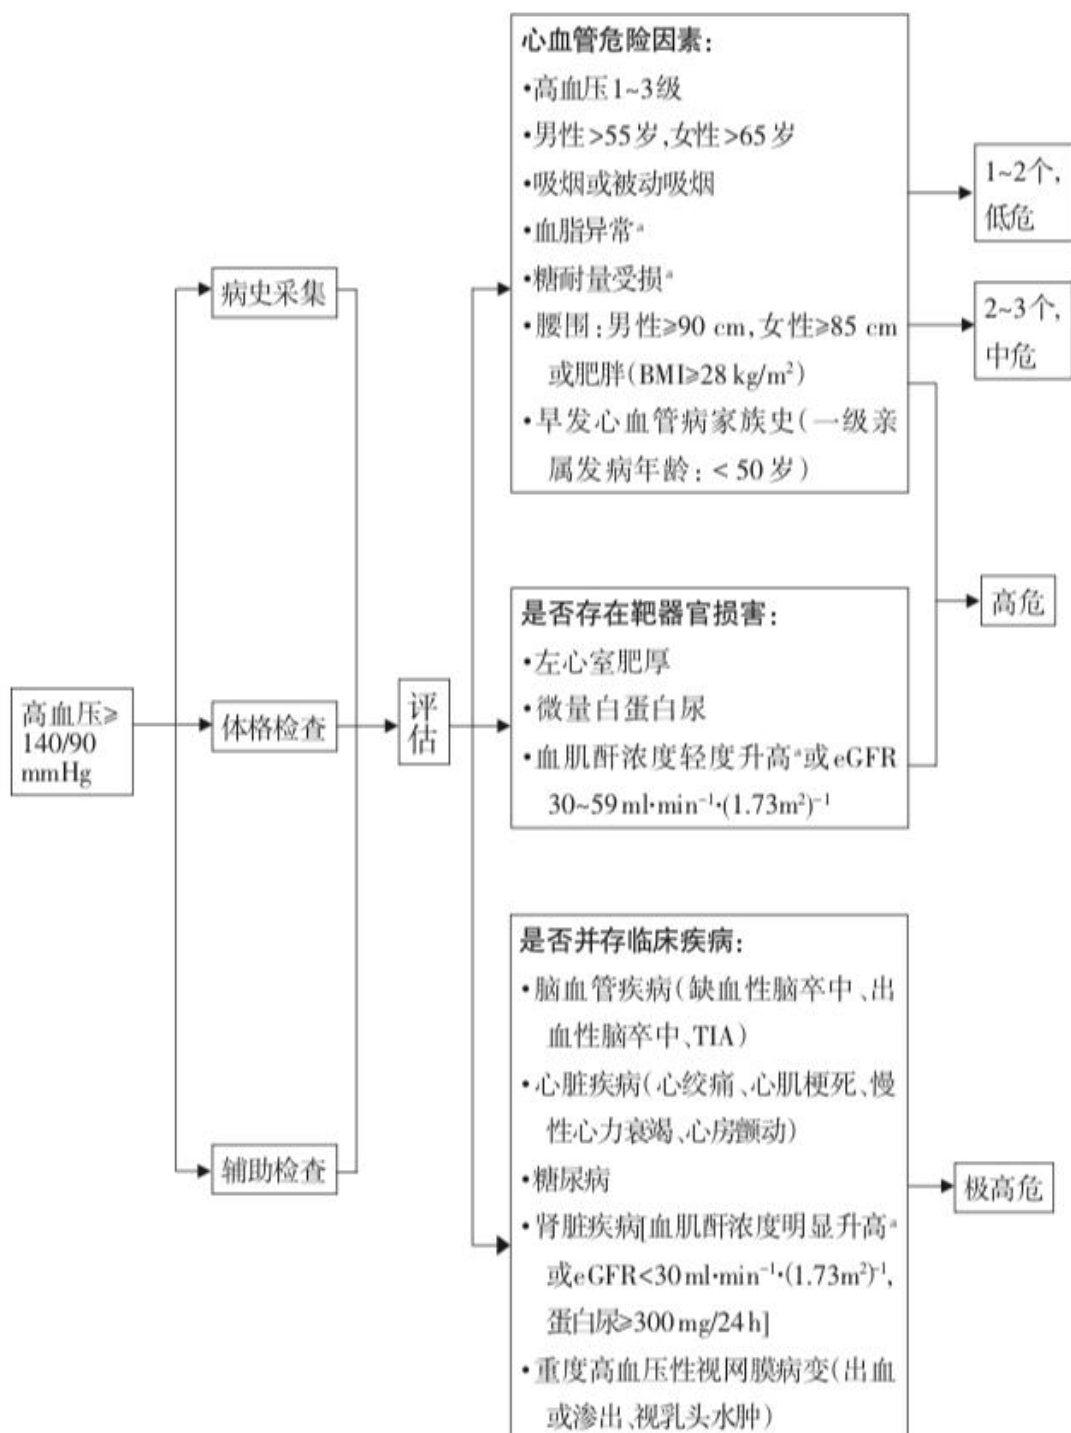 高血压≥
140/90
mmHg
病史采集
体格检查
辅助检查
评
估
心血管危险因素：
•高血压1~3级
•男性>55岁,女性>65岁
•吸烟或被动吸烟
•血脂异常ᵃ
•糖耐量受损ᵃ
•腰围:男性≥90 cm,女性≥85 cm
或肥胖(BMI≥28 kg/m²)
•早发心血管病家族史(一级亲
属发病年龄:<50岁)
1~2个,
低危
2~3个,
中危
是否存在靶器官损害：
•左心室肥厚
•微量白蛋白尿
•血肌酐浓度轻度升高ᵃ或eGFR
30~59 ml·min⁻¹·(1.73m²)⁻¹
高危
是否并存临床疾病：
•脑血管疾病(缺血性脑卒中、出
血性脑卒中、TIA)
•心脏疾病(心绞痛、心肌梗死、慢
性心力衰竭、心房颤动)
•糖尿病
•肾脏疾病[血肌酐浓度明显升高ᵃ
或eGFR<30 ml·min⁻¹·(1.73m²)⁻¹,
蛋白尿≥300 mg/24 h]
•重度高血压性视网膜病变(出血
或渗出、视乳头水肿)
极高危